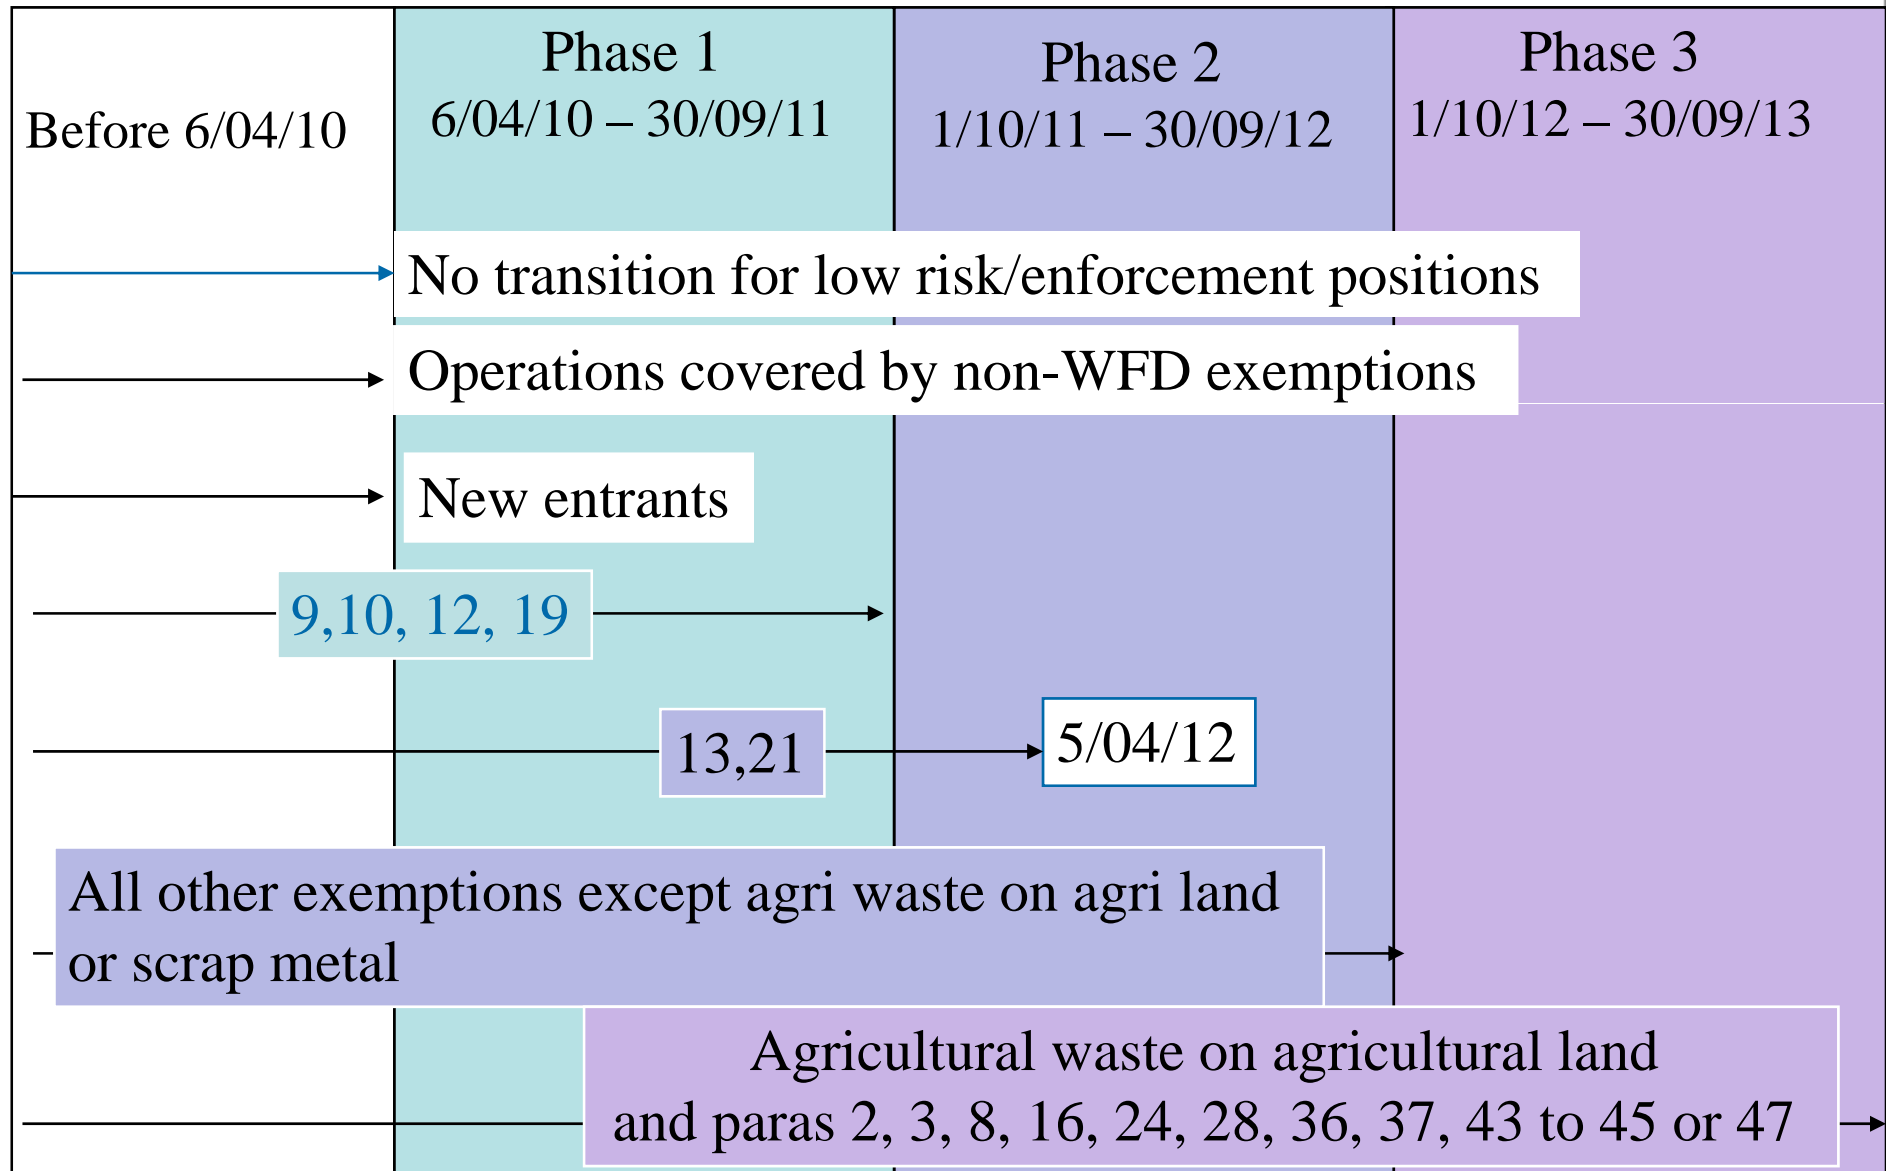 Before 6/04/10
Phase 1
6/04/10 – 30/09/11
Phase 2
1/10/11 – 30/09/12
Phase 3
1/10/12 – 30/09/13
No transition for low risk/enforcement positions
Operations covered by non-WFD exemptions
New entrants
9,10, 12, 19
13,21
5/04/12
All other exemptions except agri waste on agri land
or scrap metal
Agricultural waste on agricultural land
and paras 2, 3, 8, 16, 24, 28, 36, 37, 43 to 45 or 47